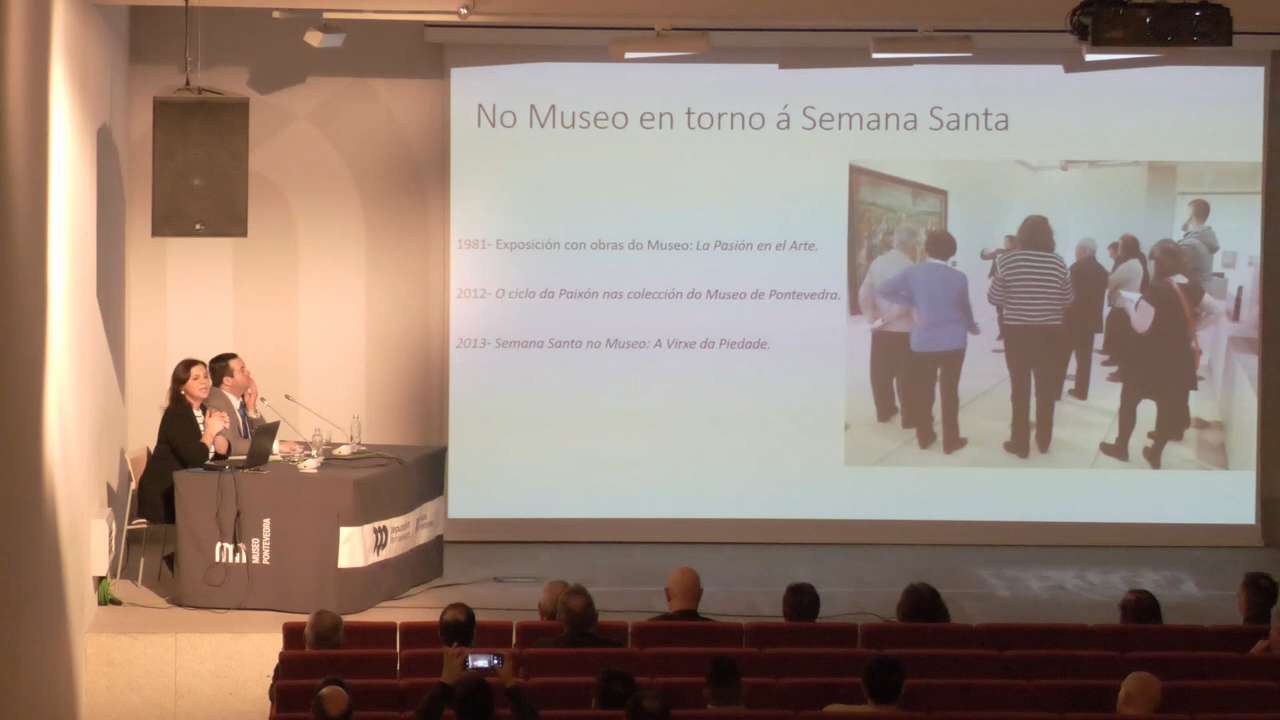 No Museo en torno á Semana Santa
1981- Exposición con obras do Museo: La Pasión en el Arte.
2012- O ciclo da Paixón nas colección do Museo de Pontevedra.
2013- Semana Santa no Museo: A Virxe da Piedade.
MUSEO
PONTEVEDRA